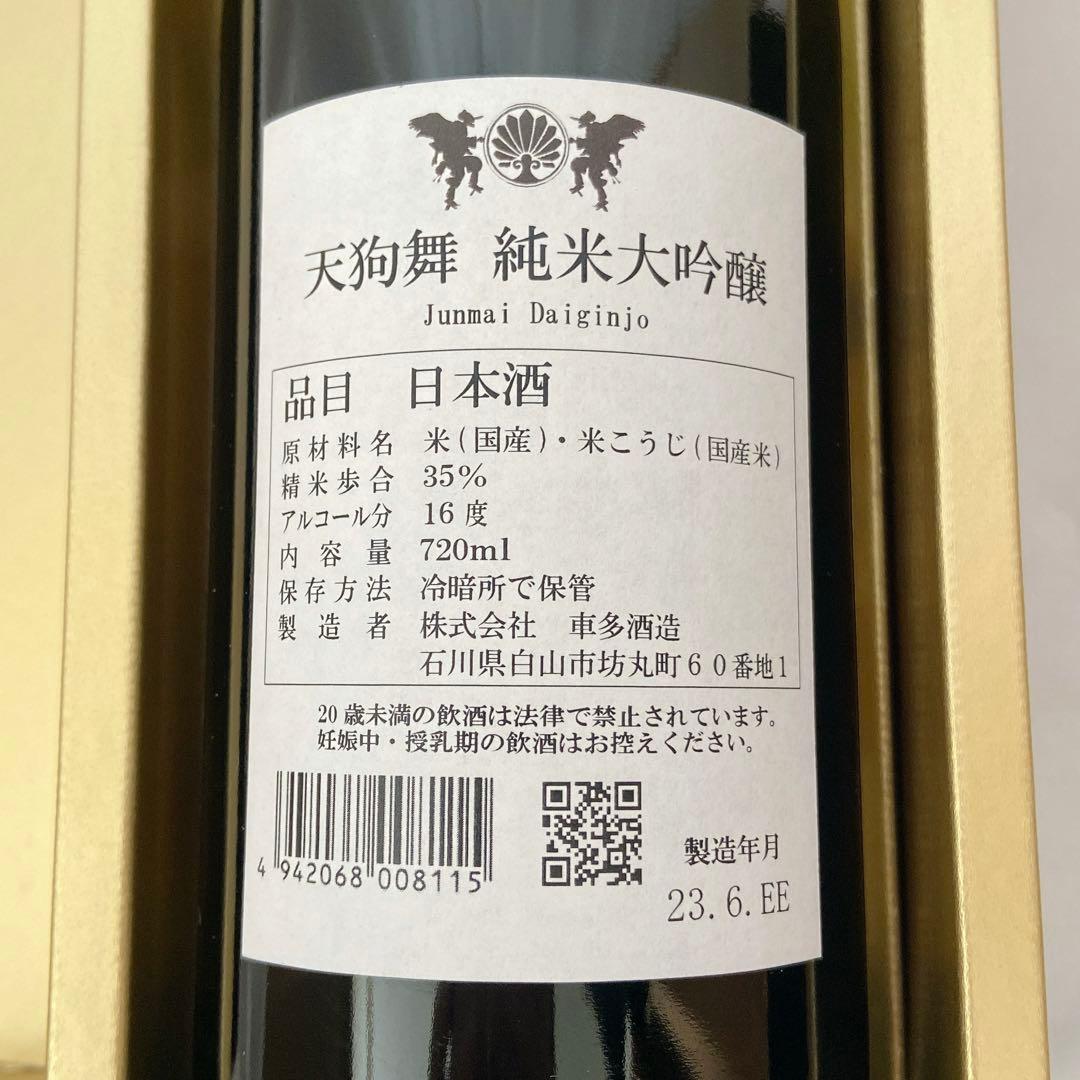 天狗舞 純米大吟醸
Junmai Daiginjo
品目 日本酒
原材料名 米(国産)・米こうじ(国産米)
精米歩合 35%
アルコール分 16度
内容量 720ml
保存方法 冷暗所で保管
製造者 株式会社 車多酒造
石川県白山市坊丸町60番地1
20歳未満の飲酒は法律で禁止されています。
妊娠中・授乳期の飲酒はお控えください。
4 942068 008115
製造年月
23.6.EE